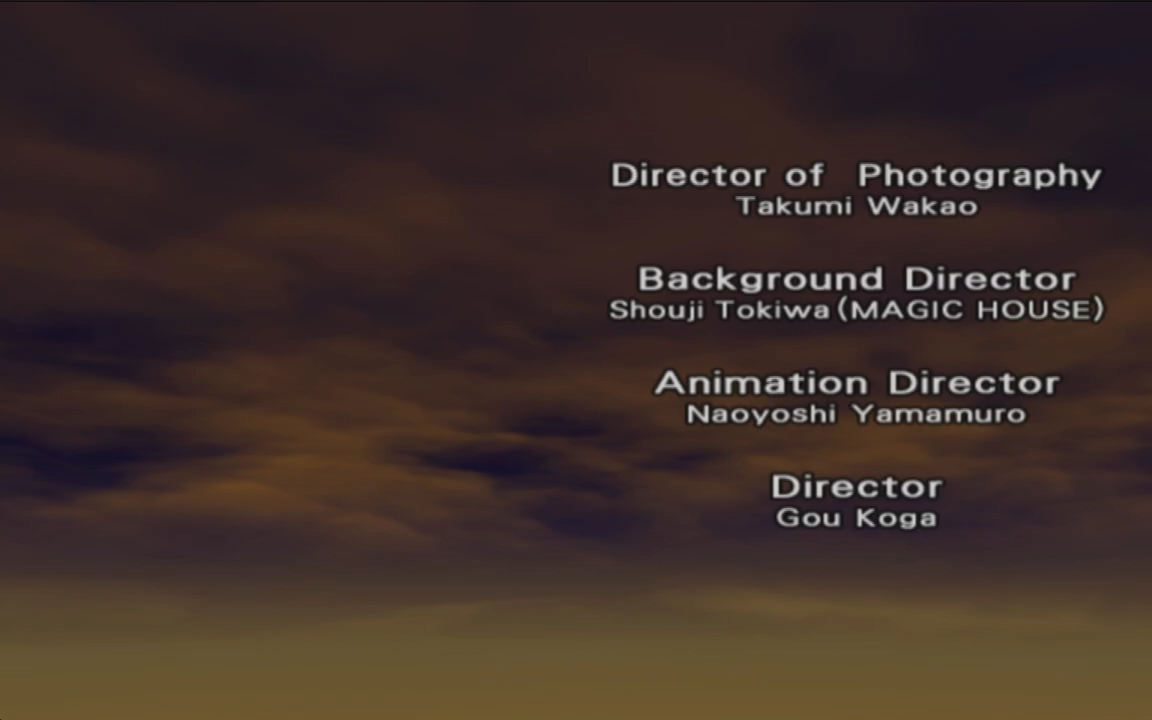 Director of Photography
Takumi Wakao
Background Director
Shouji Tokiwa(MAGIC HOUSE)
Animation Director
Naoyoshi Yamamuro
Director
Gou Koga